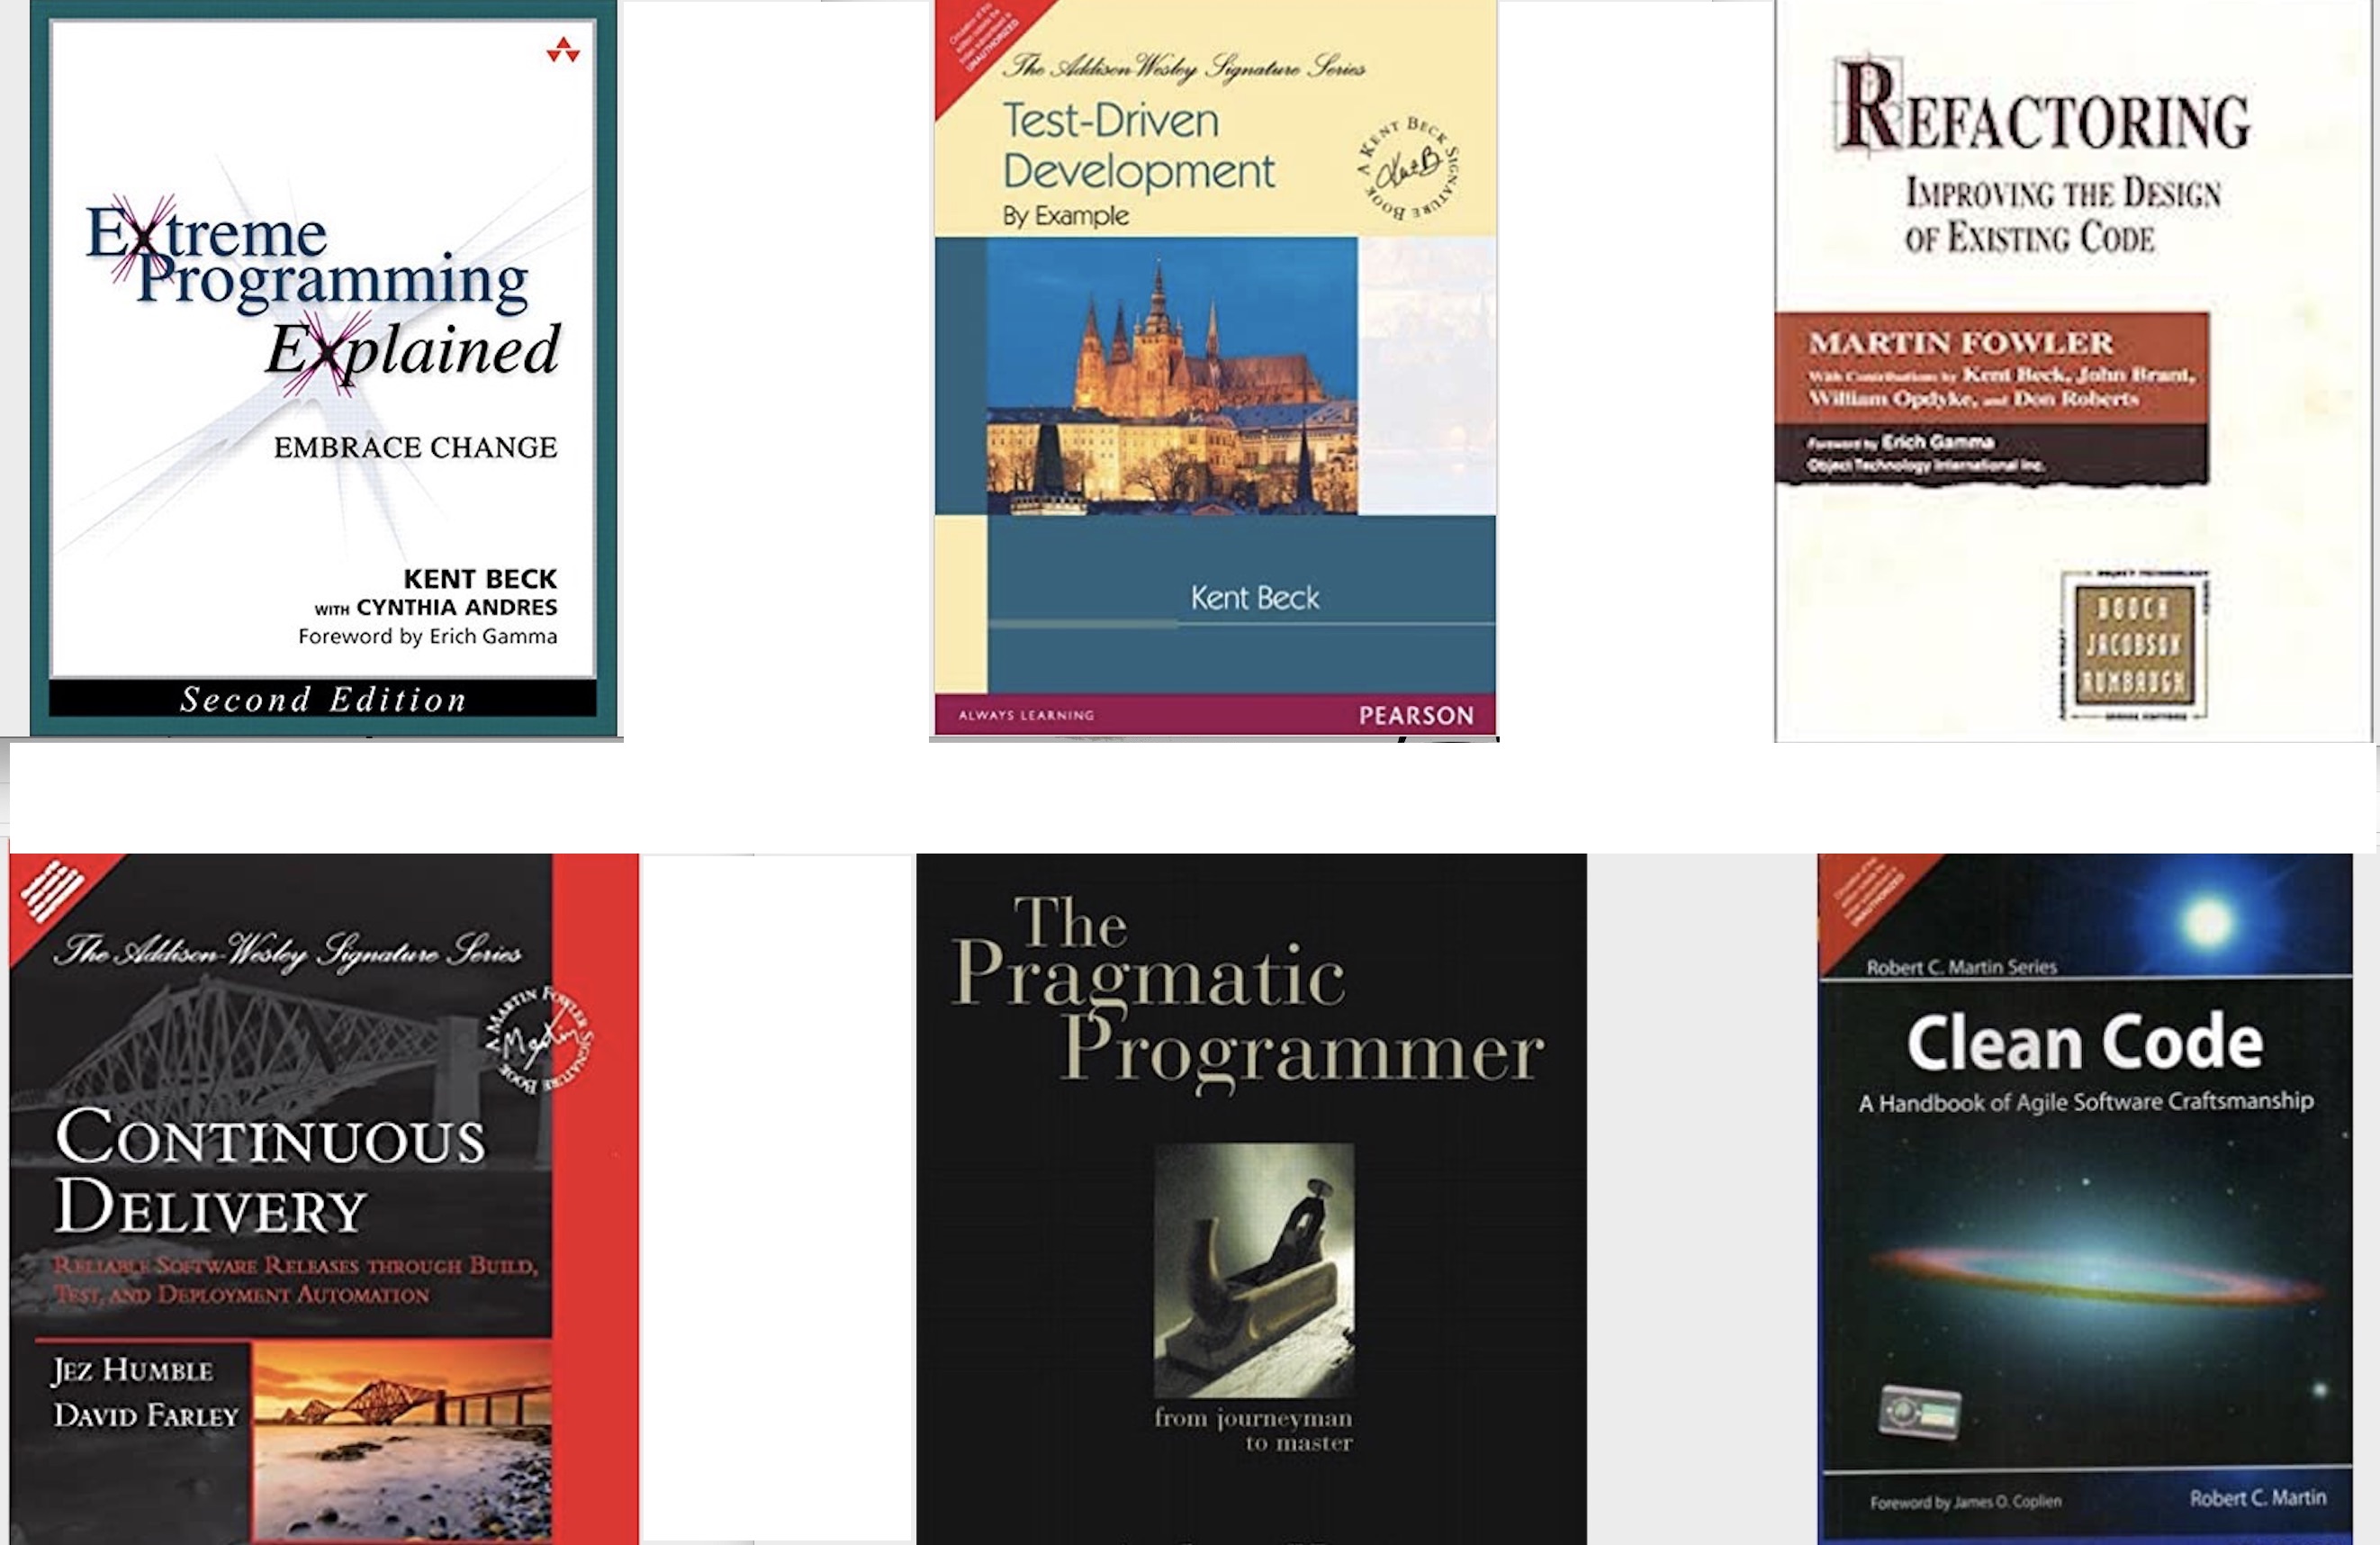 Extreme
Programming
Explained
EMBRACE CHANGE
KENT BECK
WITH CYNTHIA ANDRES
Foreword by Erich Gamma
Second Edition
UNAUTHORIZED
The Addison-Wesley Signature Series
Test-Driven
Development
By Example
A KENT BECK SIGNATURE BOOK
Kent Beck
ALWAYS LEARNING
PEARSON
REFACTORING
IMPROVING THE DESIGN
OF EXISTING CODE
MARTIN FOWLER
With Contributions by Kent Beck, John Brant,
William Opdyke, and Don Roberts
Foreword by Erich Gamma
Object Technology International Inc.
BOOCH
JACOBSON
RUMBAUGH
The Addison-Wesley Signature Series
A MARTIN FOWLER SIGNATURE BOOK
CONTINUOUS
DELIVERY
RELIABLE SOFTWARE RELEASES THROUGH BUILD,
TEST, AND DEPLOYMENT AUTOMATION
JEZ HUMBLE
DAVID FARLEY
The
Pragmatic
Programmer
from journeyman
to master
UNAUTHORIZED
Robert C. Martin Series
Clean Code
A Handbook of Agile Software Craftsmanship
Foreword by James O. Coplien
Robert C. Martin